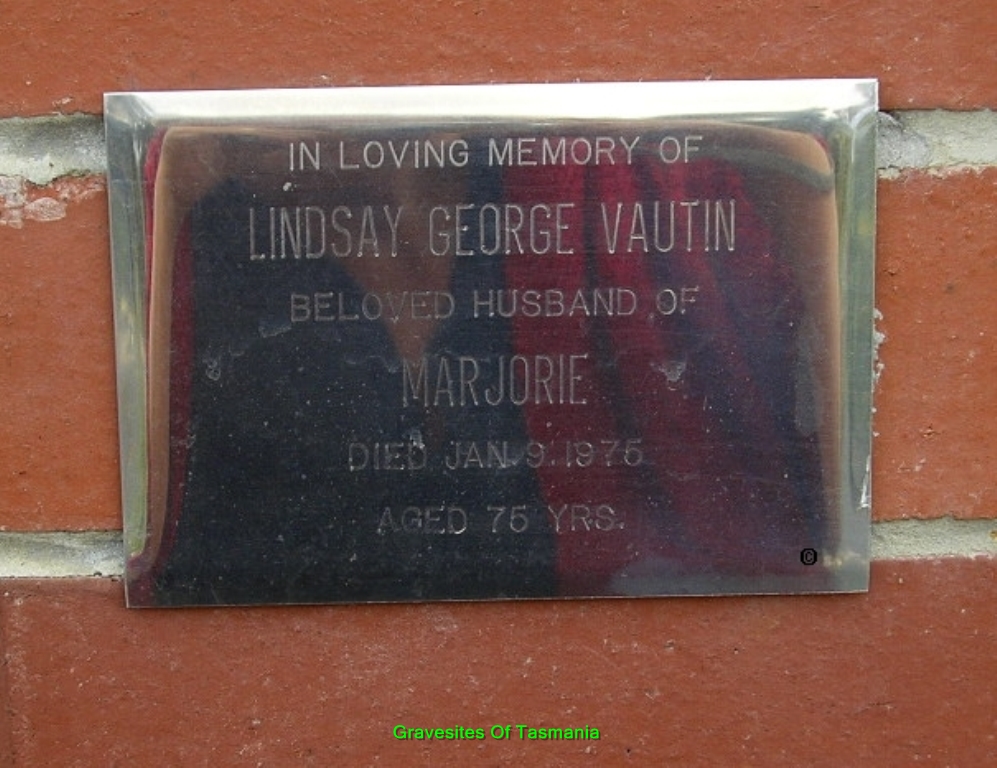 IN LOVING MEMORY OF
LINDSAY GEORGE VAUTIN
BELOVED HUSBAND OF
MARJORIE
DIED JAN. 9. 1975
AGED 75 YRS.
©
Gravesites Of Tasmania